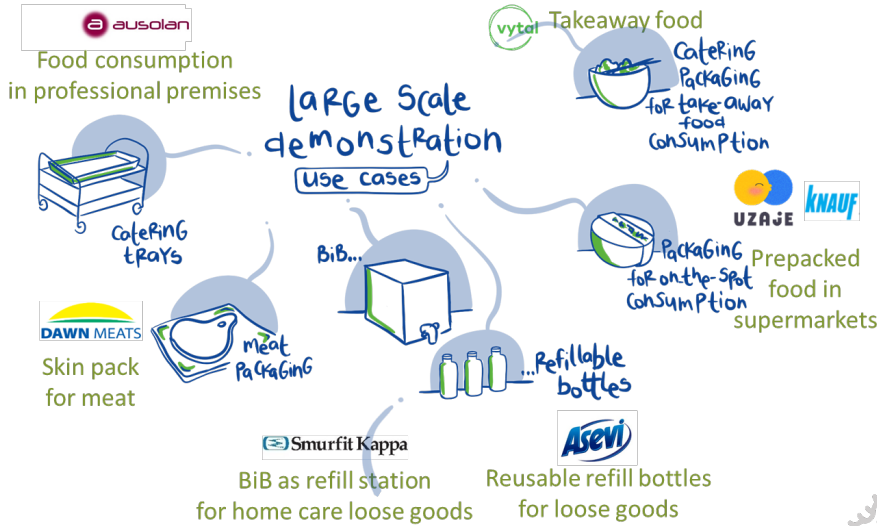 ausolan
Food consumption
in professional premises
vytal
Takeaway food
CATERING
PACKAGING
foR tAke-AwAy
food
CoNSuMPTioN
LARGE SCALE
demoNSTRATioN
use cAses
CAteRiNG
tRAyS
BiB...
UZAJE
KNAUF
PACKAGiNG
foR oN-the-Spot
CoNSuMPTioN
Prepacked
food in
supermarkets
DAWN MEATS
Skin pack
for meat
MeAt
PACKAGiNG
...Refillable
bottles
Smurfit Kappa
BiB as refill station
for home care loose goods
Asevi
Reusable refill bottles
for loose goods